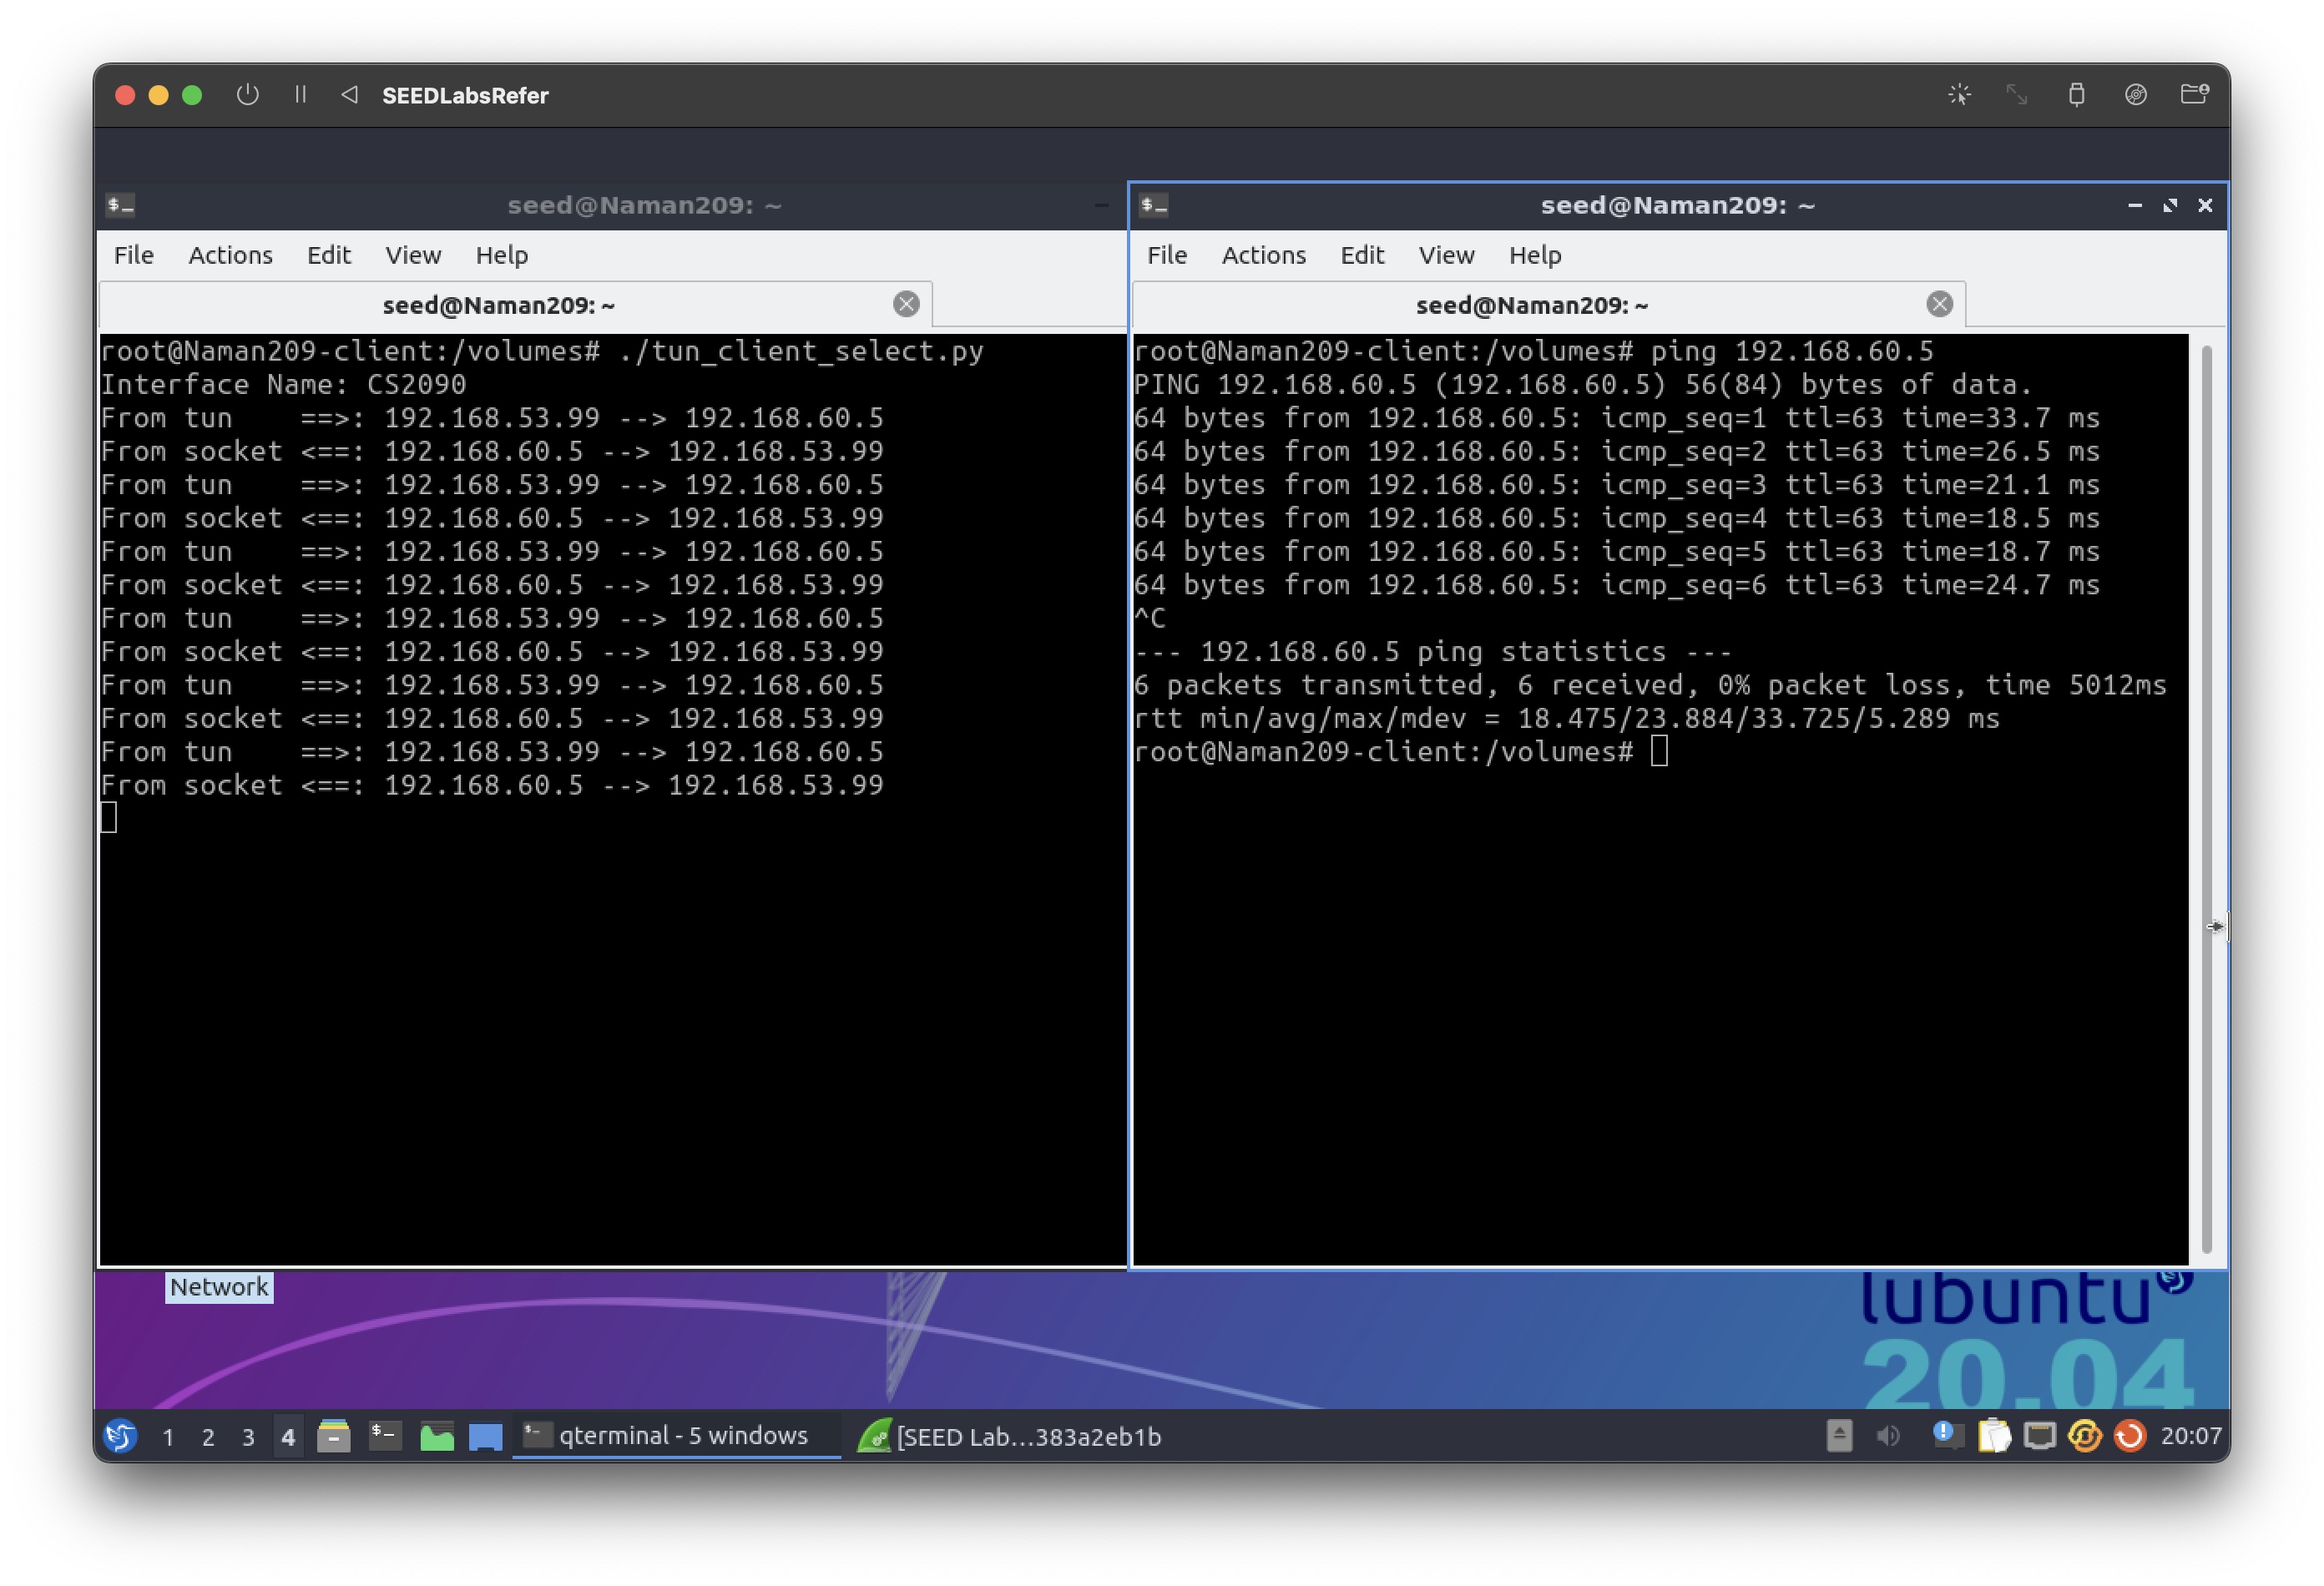 SEEDLabsRefer
seed@Naman209: ~
File Actions Edit View Help
seed@Naman209: ~
root@Naman209-client:/volumes# ./tun_client_select.py
Interface Name: CS2090
From tun    ==>: 192.168.53.99 --> 192.168.60.5
From socket <==: 192.168.60.5 --> 192.168.53.99
From tun    ==>: 192.168.53.99 --> 192.168.60.5
From socket <==: 192.168.60.5 --> 192.168.53.99
From tun    ==>: 192.168.53.99 --> 192.168.60.5
From socket <==: 192.168.60.5 --> 192.168.53.99
From tun    ==>: 192.168.53.99 --> 192.168.60.5
From socket <==: 192.168.60.5 --> 192.168.53.99
From tun    ==>: 192.168.53.99 --> 192.168.60.5
From socket <==: 192.168.60.5 --> 192.168.53.99
From tun    ==>: 192.168.53.99 --> 192.168.60.5
From socket <==: 192.168.60.5 --> 192.168.53.99
seed@Naman209: ~
File Actions Edit View Help
seed@Naman209: ~
root@Naman209-client:/volumes# ping 192.168.60.5
PING 192.168.60.5 (192.168.60.5) 56(84) bytes of data.
64 bytes from 192.168.60.5: icmp_seq=1 ttl=63 time=33.7 ms
64 bytes from 192.168.60.5: icmp_seq=2 ttl=63 time=26.5 ms
64 bytes from 192.168.60.5: icmp_seq=3 ttl=63 time=21.1 ms
64 bytes from 192.168.60.5: icmp_seq=4 ttl=63 time=18.5 ms
64 bytes from 192.168.60.5: icmp_seq=5 ttl=63 time=18.7 ms
64 bytes from 192.168.60.5: icmp_seq=6 ttl=63 time=24.7 ms
^C
--- 192.168.60.5 ping statistics ---
6 packets transmitted, 6 received, 0% packet loss, time 5012ms
rtt min/avg/max/mdev = 18.475/23.884/33.725/5.289 ms
root@Naman209-client:/volumes#
Network
lubuntu
20.04
1 2 3 4 qterminal - 5 windows [SEED Lab...383a2eb1b 20:07